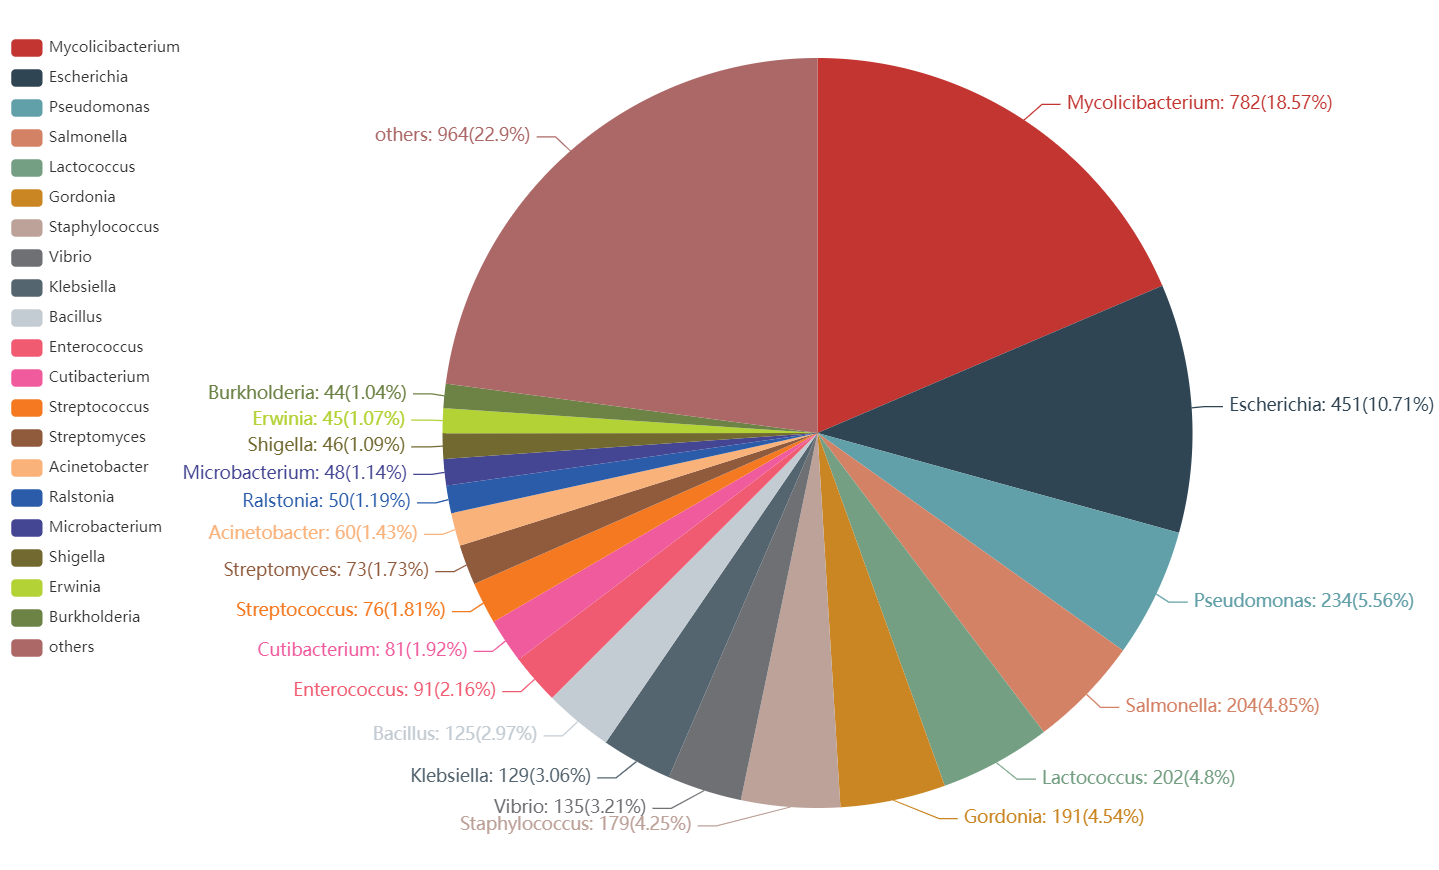 Mycolicibacterium
Escherichia
Pseudomonas
Salmonella
Lactococcus
Gordonia
Staphylococcus
Vibrio
Klebsiella
Bacillus
Enterococcus
Cutibacterium
Streptococcus
Streptomyces
Acinetobacter
Ralstonia
Microbacterium
Shigella
Erwinia
Burkholderia
others
Mycolicibacterium: 782(18.57%)
Escherichia: 451(10.71%)
Pseudomonas: 234(5.56%)
Salmonella: 204(4.85%)
Lactococcus: 202(4.8%)
Gordonia: 191(4.54%)
Staphylococcus: 179(4.25%)
Vibrio: 135(3.21%)
Klebsiella: 129(3.06%)
Bacillus: 125(2.97%)
Enterococcus: 91(2.16%)
Cutibacterium: 81(1.92%)
Streptococcus: 76(1.81%)
Streptomyces: 73(1.73%)
Acinetobacter: 60(1.43%)
Ralstonia: 50(1.19%)
Microbacterium: 48(1.14%)
Shigella: 46(1.09%)
Erwinia: 45(1.07%)
Burkholderia: 44(1.04%)
others: 964(22.9%)